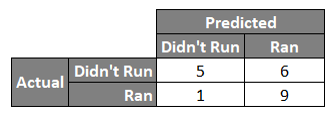 Predicted
Didn't Run Ran
Actual Didn't Run 5 6
Ran 1 9